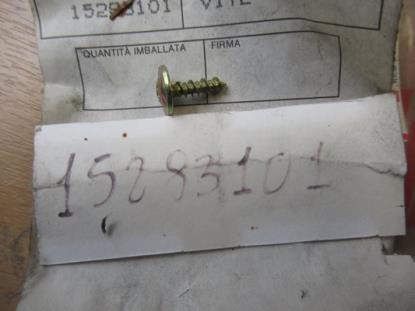 15283101 VITE
QUANTITÀ IMBALLATA FIRMA
15283101